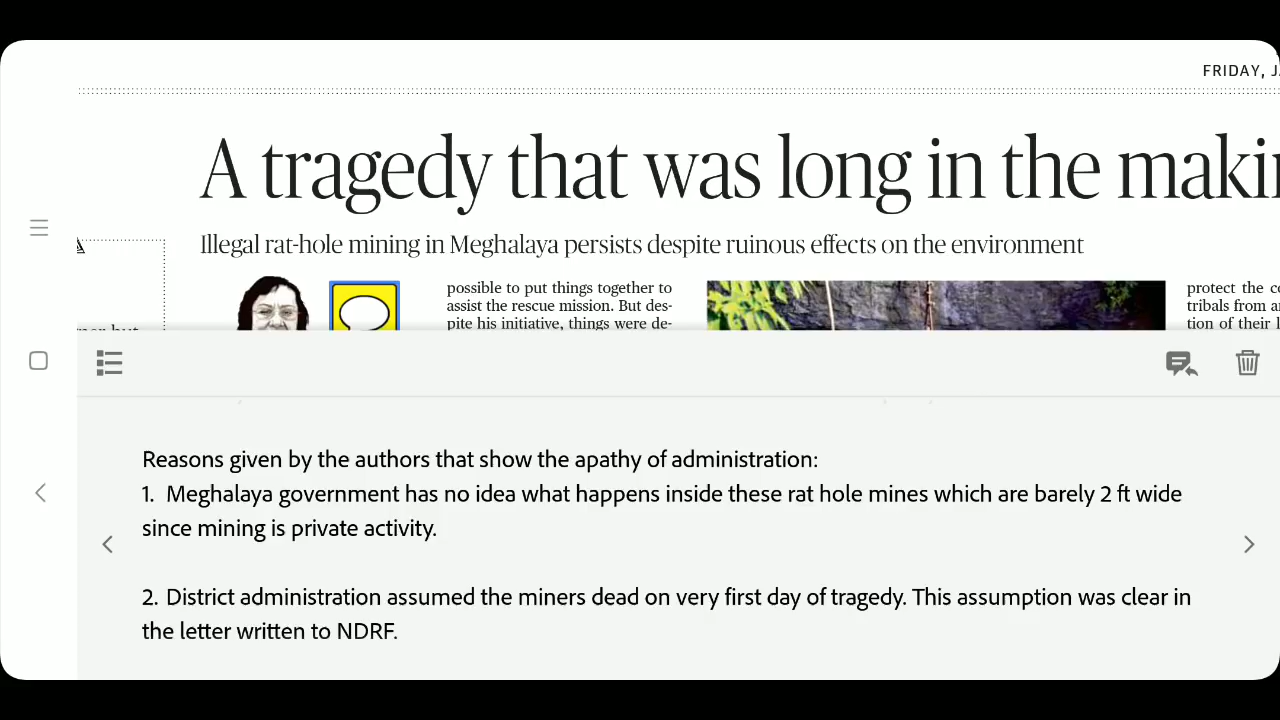 FRIDAY,
A tragedy that was long in the
Illegal rat-hole mining in Meghalaya persists despite ruinous effects on the environment
possible to put things together to
assist the rescue mission. But des-
pite his initiative, things were de-
protect the
tribals from
tion of their
Reasons given by the authors that show the apathy of administration:
1. Meghalaya government has no idea what happens inside these rat hole mines which are barely 2 ft wide
since mining is private activity.
2. District administration assumed the miners dead on very first day of tragedy. This assumption was clear in
the letter written to NDRF.